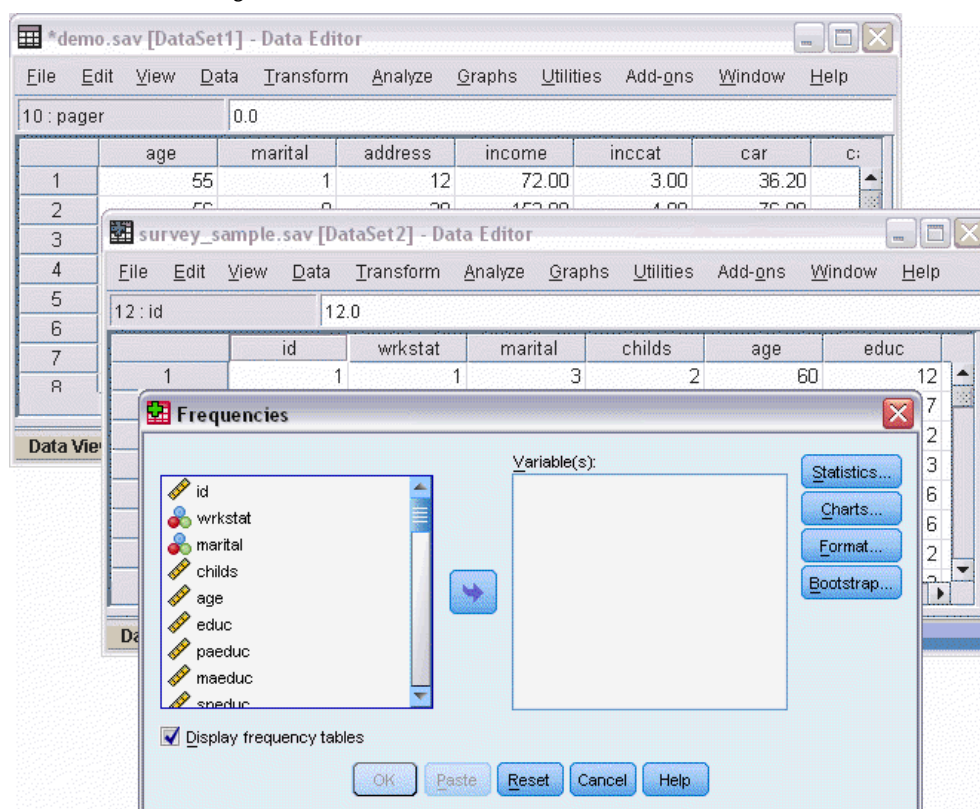 *demo.sav [DataSet1] - Data Editor
File Edit View Data Transform Analyze Graphs Utilities Add-ons Window Help
10 : pager 0.0
age marital address income inccat car
1 55 1 12 72.00 3.00 36.20
2
3
4
5
6
7
8
Data Vie
survey_sample.sav [DataSet2] - Data Editor
File Edit View Data Transform Analyze Graphs Utilities Add-ons Window Help
12 : id 12.0
id wrkstat marital childs age educ
1 1 1 3 2 60 12
7
2
3
6
6
2
Da
Frequencies
Variable(s):
id
wrkstat
marital
childs
age
educ
paeduc
maeduc
speduc
Statistics...
Charts...
Format...
Bootstrap...
Display frequency tables
OK Paste Reset Cancel Help